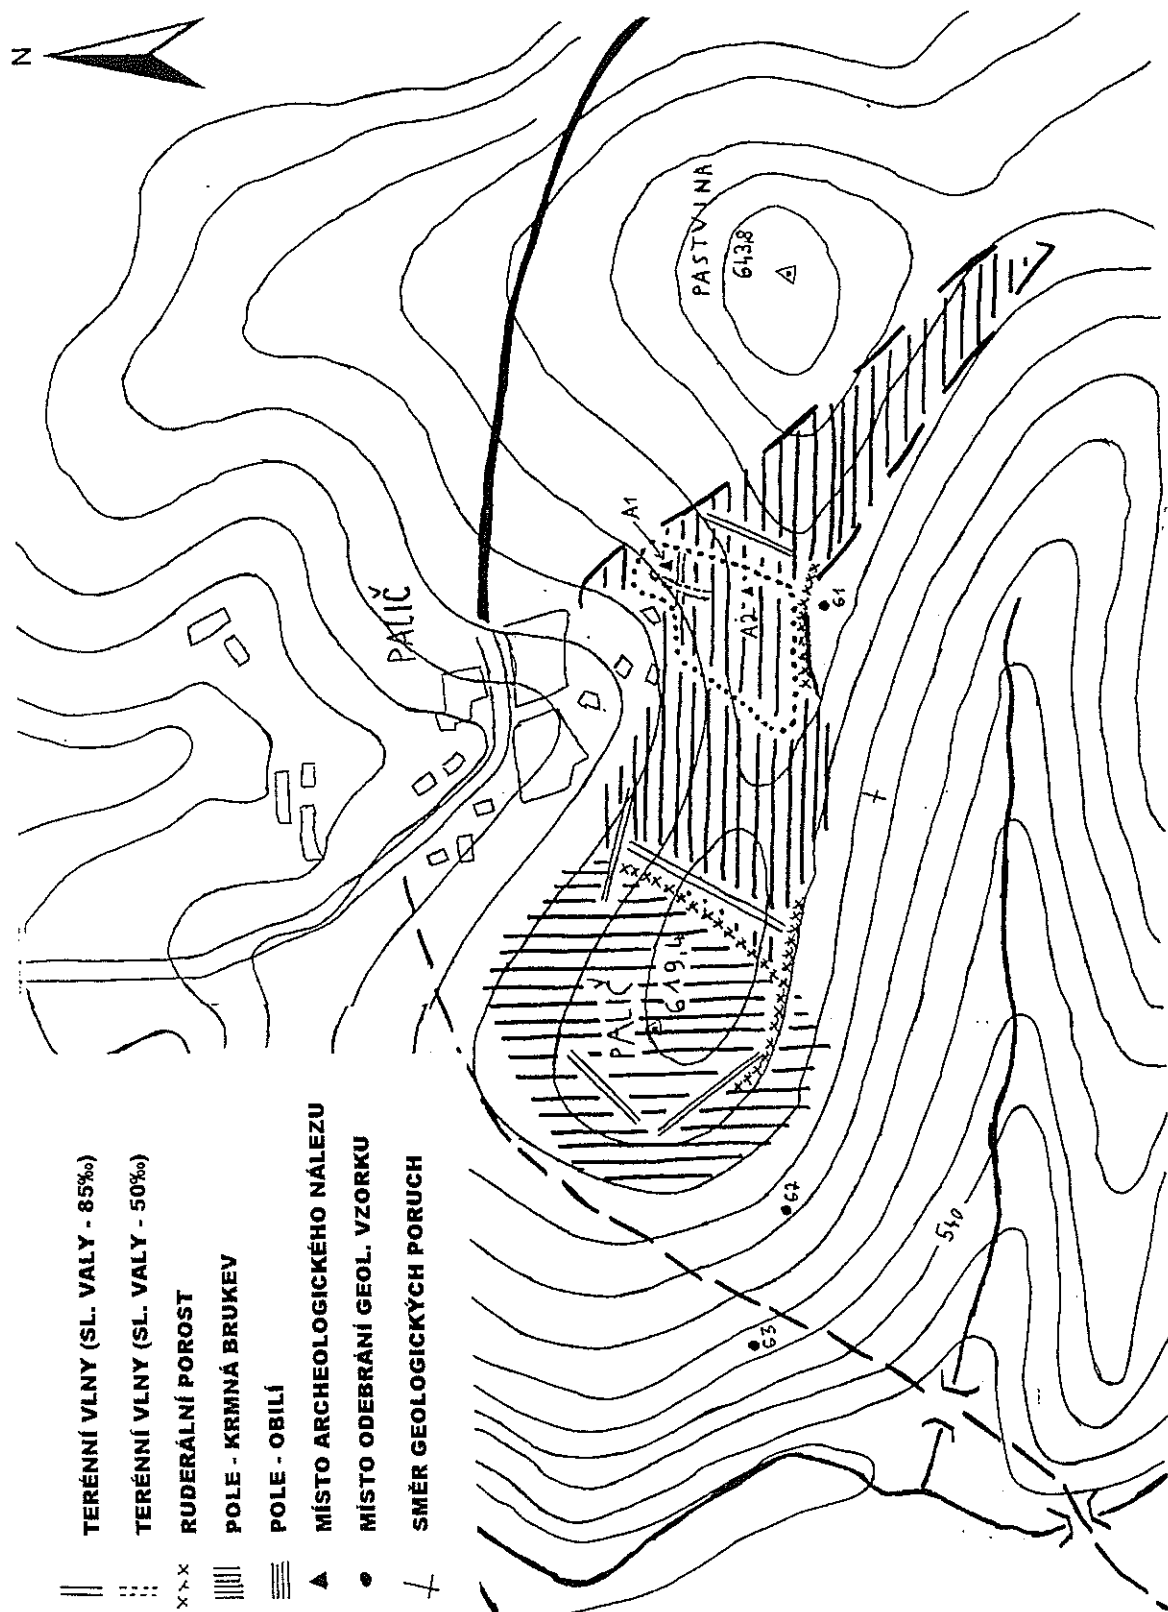 N
PALIČ
PASTVINA
643,8
A1
A2
G1
PALIČ
619,4
G2
G3
540
TERÉNNÍ VLNY (SL. VALY - 85‰)
TERÉNNÍ VLNY (SL. VALY - 50‰)
RUDERÁLNÍ POROST
POLE - KRMNÁ BRUKEV
POLE - OBILÍ
MÍSTO ARCHEOLOGICKÉHO NÁLEZU
MÍSTO ODEBRÁNÍ GEOL. VZORKU
SMĚR GEOLOGICKÝCH PORUCH